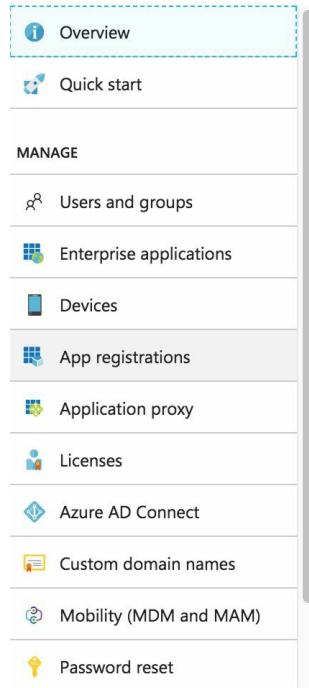 Overview
Quick start
MANAGE
Users and groups
Enterprise applications
Devices
App registrations
Application proxy
Licenses
Azure AD Connect
Custom domain names
Mobility (MDM and MAM)
Password reset